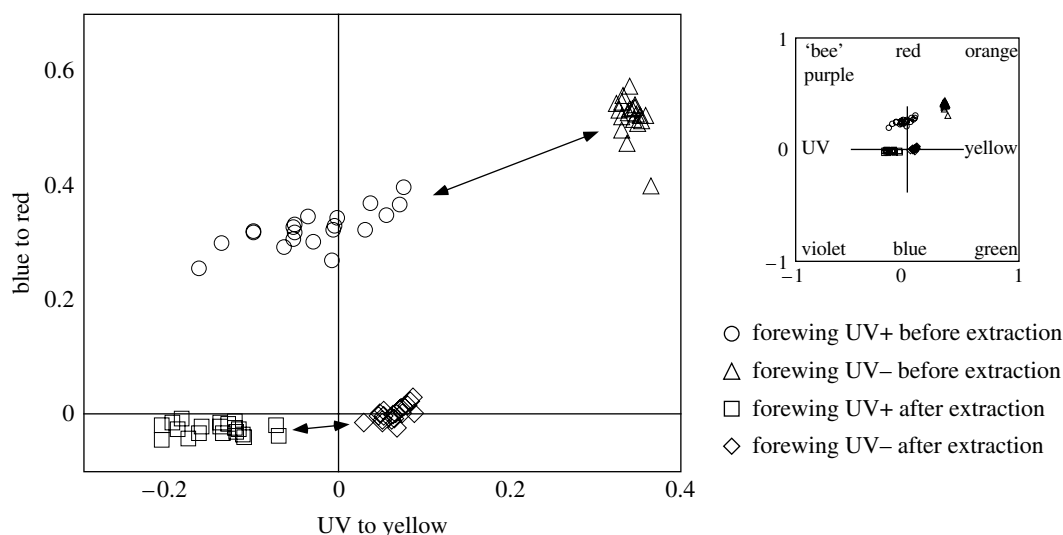 0.6
0.4
0.2
0
blue to red
−0.2 0 0.2 0.4
UV to yellow
1
0
−1
'bee' red orange
purple
UV yellow
violet blue green
−1 0 1
forewing UV+ before extraction
forewing UV– before extraction
forewing UV+ after extraction
forewing UV– after extraction